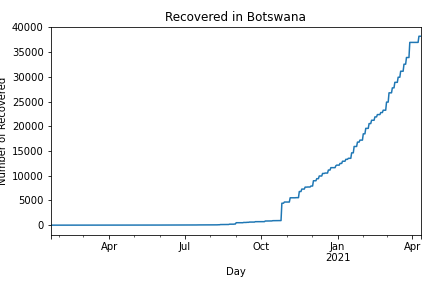 Recovered in Botswana
Number of Recovered
40000
35000
30000
25000
20000
15000
10000
5000
0
Apr
Jul
Oct
Jan
2021
Apr
Day